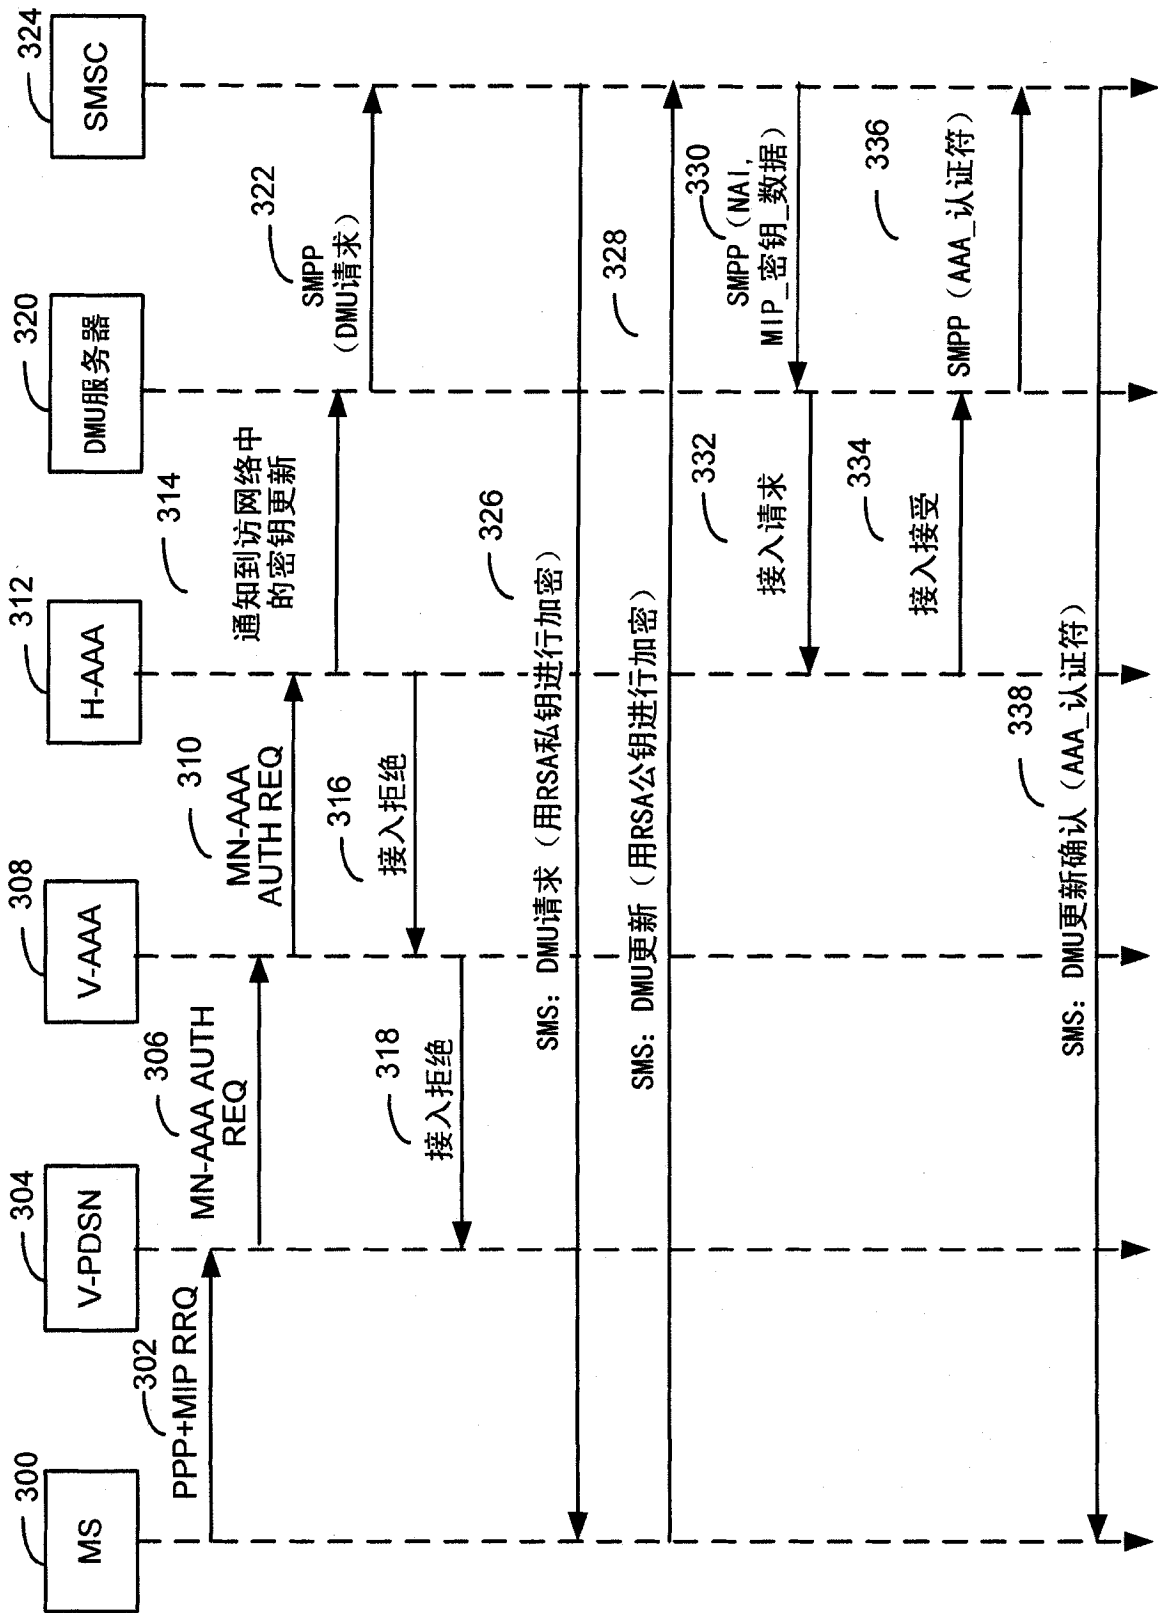 300
MS
304
V-PDSN
308
V-AAA
312
H-AAA
320
DMU服务器
324
SMSC
302
PPP+MIP RRQ
306
MN-AAA AUTH
REQ
310
MN-AAA
AUTH REQ
314
通知到访网络中
的密钥更新
322
SMPP
(DMU请求)
316
接入拒绝
318
接入拒绝
326
SMS: DMU请求 (用RSA私钥进行加密)
328
SMS: DMU更新 (用RSA公钥进行加密)
330
SMPP (NAI,
MIP_密钥_数据)
332
接入请求
334
接入接受
336
SMPP (AAA_认证符)
338
SMS: DMU更新确认 (AAA_认证符)